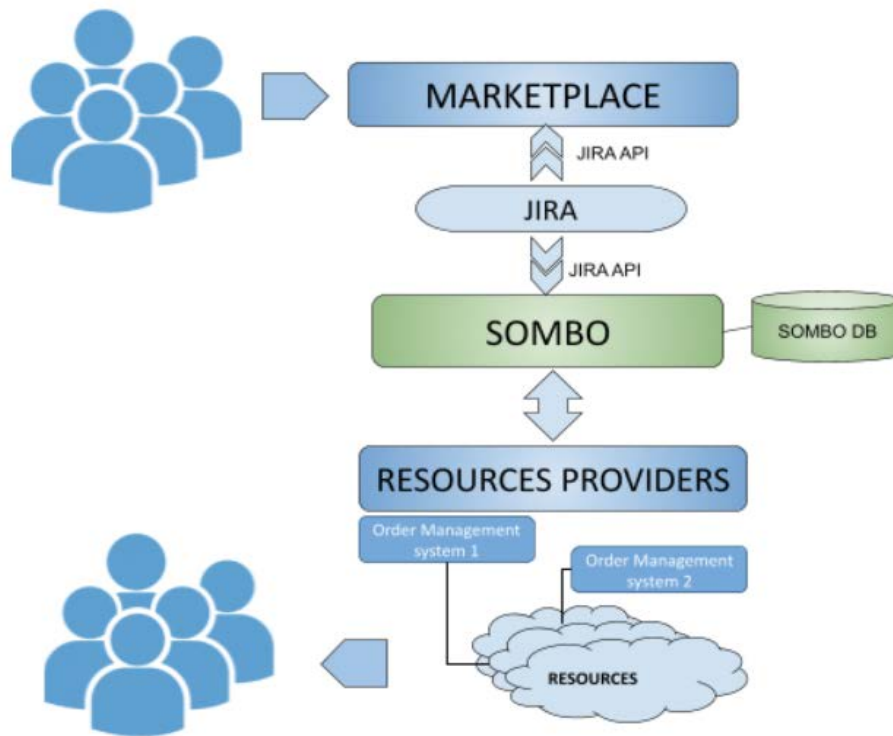 MARKETPLACE
JIRA API
JIRA
JIRA API
SOMBO
SOMBO DB
RESOURCES PROVIDERS
Order Management
system 1
Order Management
system 2
RESOURCES